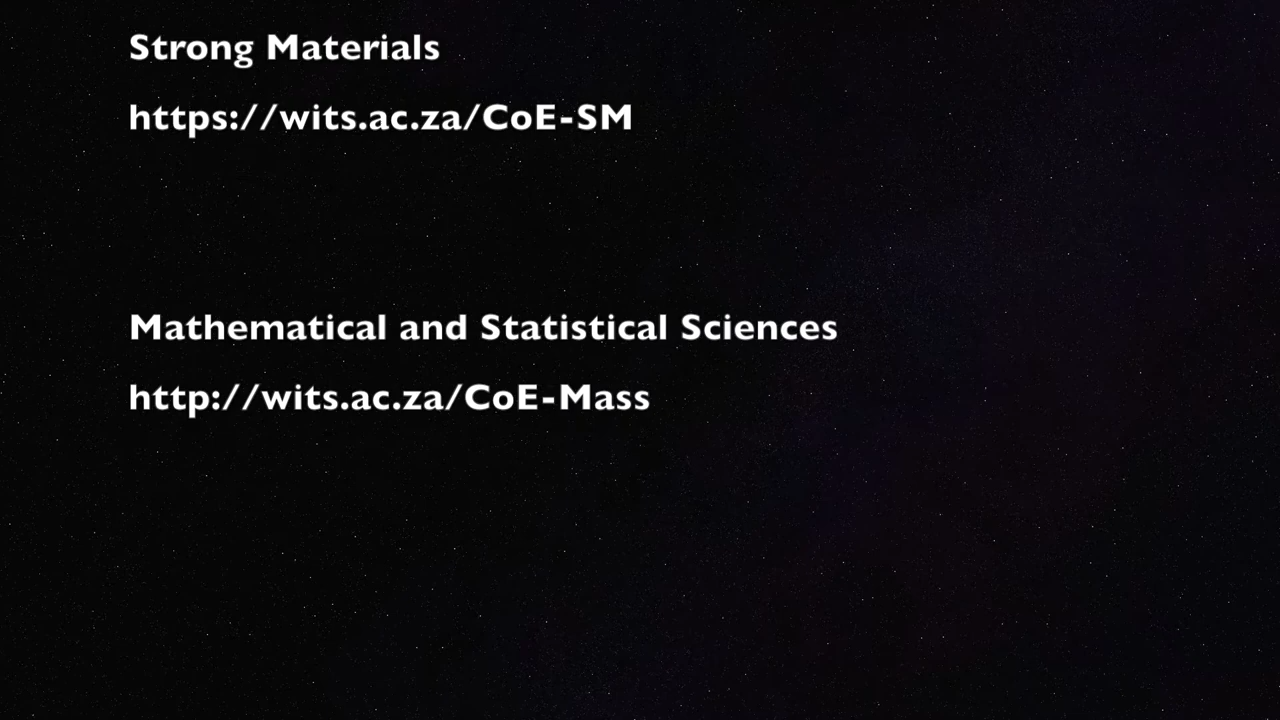 Strong Materials
https://wits.ac.za/CoE-SM
Mathematical and Statistical Sciences
http://wits.ac.za/CoE-Mass